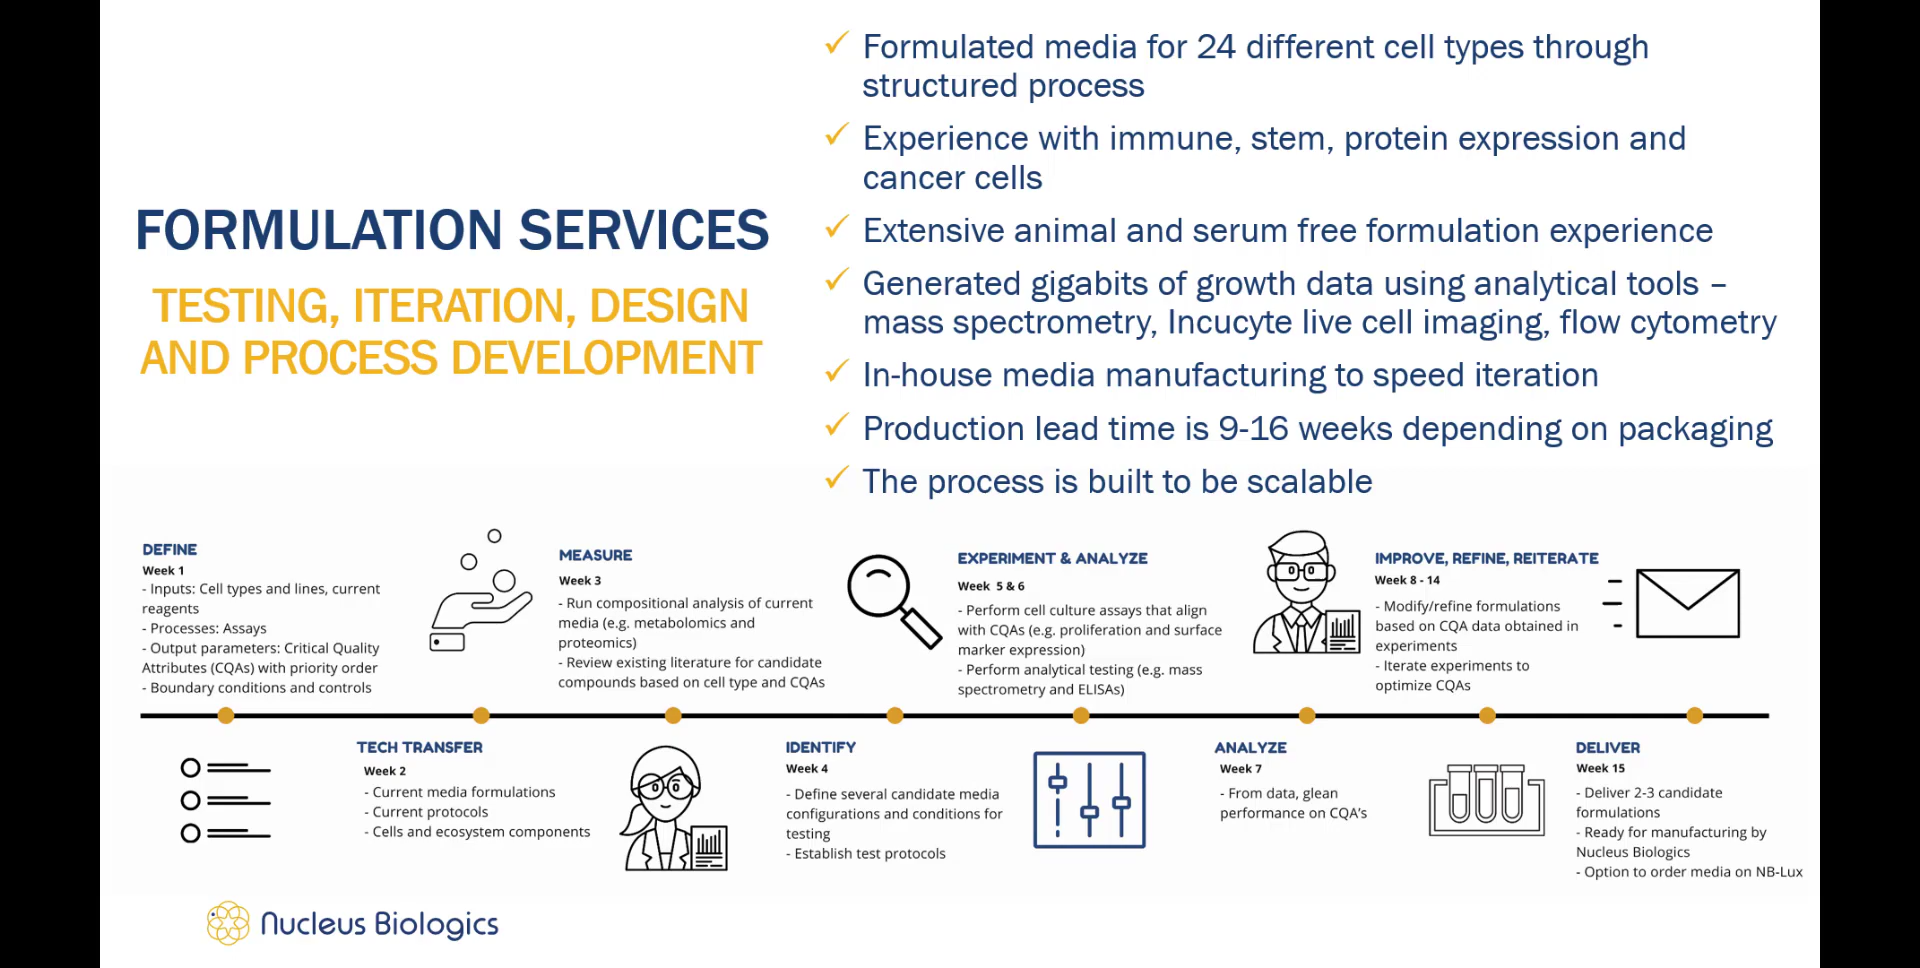 FORMULATION SERVICES
TESTING, ITERATION, DESIGN
AND PROCESS DEVELOPMENT
Formulated media for 24 different cell types through
structured process
Experience with immune, stem, protein expression and
cancer cells
Extensive animal and serum free formulation experience
Generated gigabits of growth data using analytical tools –
mass spectrometry, Incucyte live cell imaging, flow cytometry
In-house media manufacturing to speed iteration
Production lead time is 9-16 weeks depending on packaging
The process is built to be scalable
DEFINE
Week 1
- Inputs: Cell types and lines, current
reagents
- Processes: Assays
- Output parameters: Critical Quality
Attributes (CQAs) with priority order
- Boundary conditions and controls
TECH TRANSFER
Week 2
- Current media formulations
- Current protocols
- Cells and ecosystem components
MEASURE
Week 3
- Run compositional analysis of current
media (e.g. metabolomics and
proteomics)
- Review existing literature for candidate
compounds based on cell type and CQAs
IDENTIFY
Week 4
- Define several candidate media
configurations and conditions for
testing
- Establish test protocols
EXPERIMENT & ANALYZE
Week 5 & 6
- Perform cell culture assays that align
with CQAs (e.g. proliferation and surface
marker expression)
- Perform analytical testing (e.g. mass
spectrometry and ELISAs)
ANALYZE
Week 7
- From data, glean
performance on CQA's
IMPROVE, REFINE, REITERATE
Week 8 - 14
- Modify/refine formulations
based on CQA data obtained in
experiments
- Iterate experiments to
optimize CQAs
DELIVER
Week 15
- Deliver 2-3 candidate
formulations
- Ready for manufacturing by
Nucleus Biologics
- Option to order media on NB-Lux
Nucleus Biologics